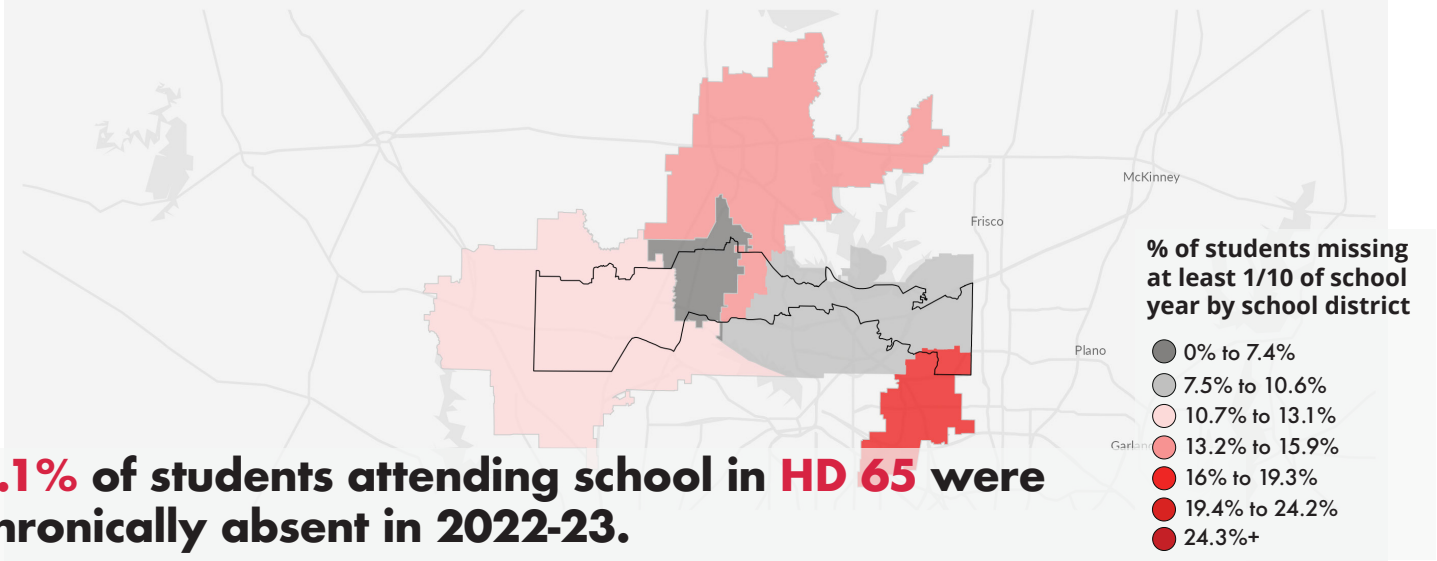 McKinney
Frisco
% of students missing
at least 1/10 of school
year by school district
Plano
0% to 7.4%
7.5% to 10.6%
10.7% to 13.1%
Garland
13.2% to 15.9%
16% to 19.3%
19.4% to 24.2%
24.3%+
.1% of students attending school in HD 65 were
hronically absent in 2022-23.